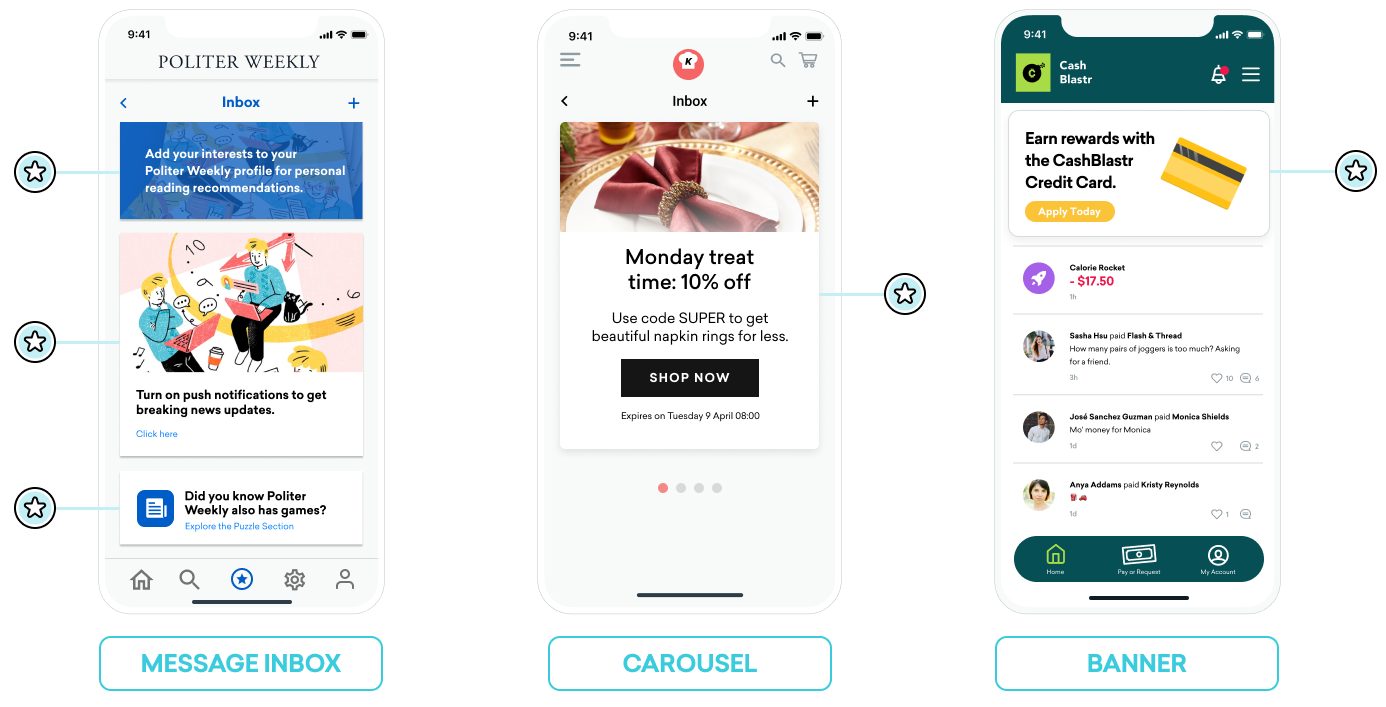 9:41
POLITER WEEKLY
Inbox
Add your interests to your
Politer Weekly profile for personal
reading recommendations.
10
6
Turn on push notifications to get
breaking news updates.
Click here
Did you know Politer
Weekly also has games?
Explore the Puzzle Section
MESSAGE INBOX
9:41
K
Inbox
Monday treat
time: 10% off
Use code SUPER to get
beautiful napkin rings for less.
SHOP NOW
Expires on Tuesday 9 April 08:00
CAROUSEL
9:41
C
Cash
Blastr
Earn rewards with
the CashBlastr
Credit Card.
Apply Today
Calorie Rocket
- $17.50
1h
Sasha Hsu paid Flash & Thread
How many pairs of joggers is too much? Asking
for a friend.
3h 10 6
José Sanchez Guzman paid Monica Shields
Mo' money for Monica
1d 2
Anya Addams paid Kristy Reynolds
1d 1
Home Pay or Request My Account
BANNER